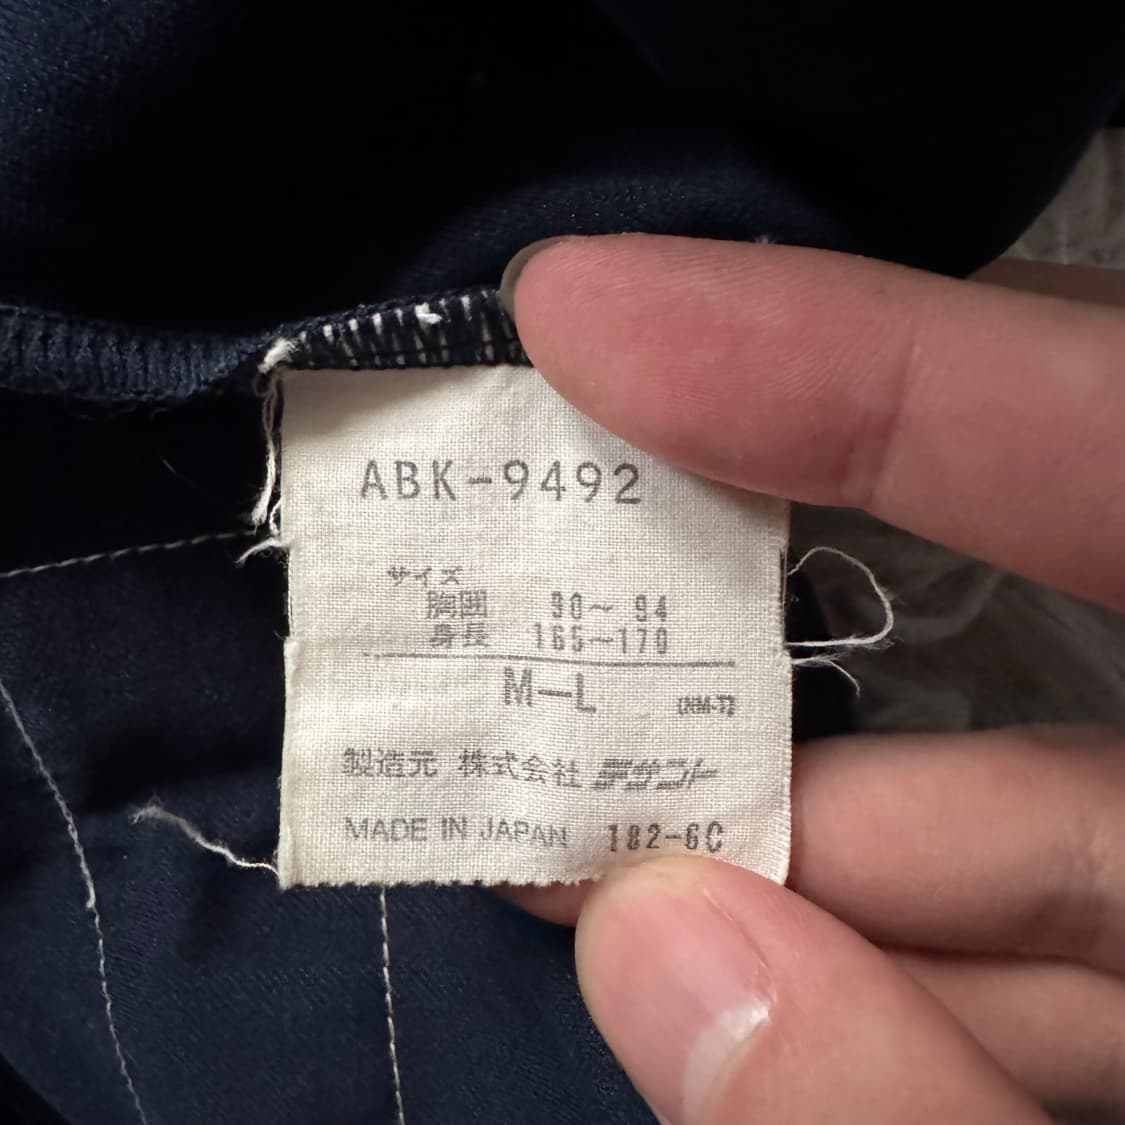 ABK-9492
サイズ
胸囲 90~94
身長 165~170
M-L (NM-T)
製造元 株式会社 デサント
MADE IN JAPAN 182-6C